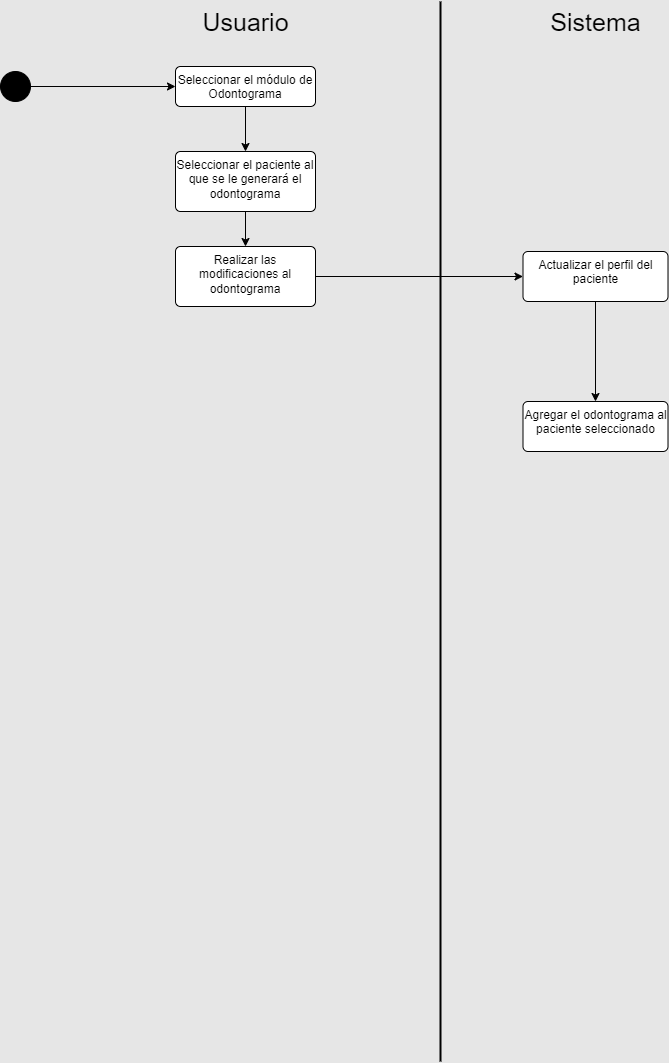 Usuario
Sistema
Seleccionar el módulo de
Odontograma
Seleccionar el paciente al
que se le generará el
odontograma
Realizar las
modificaciones al
odontograma
Actualizar el perfil del
paciente
Agregar el odontograma al
paciente seleccionado